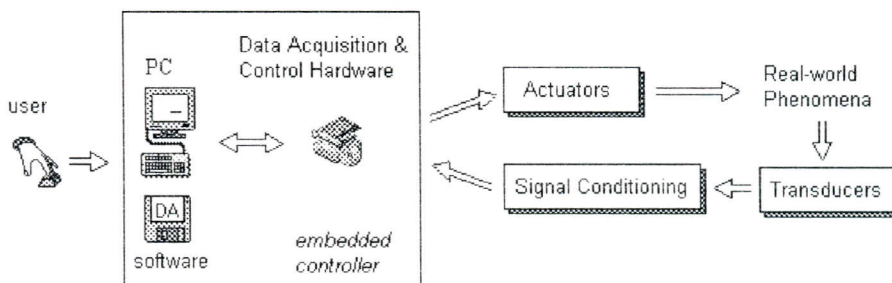 user
PC
DA
software
Data Acquisition &
Control Hardware
embedded
controller
Actuators
Real-world
Phenomena
Signal Conditioning
Transducers